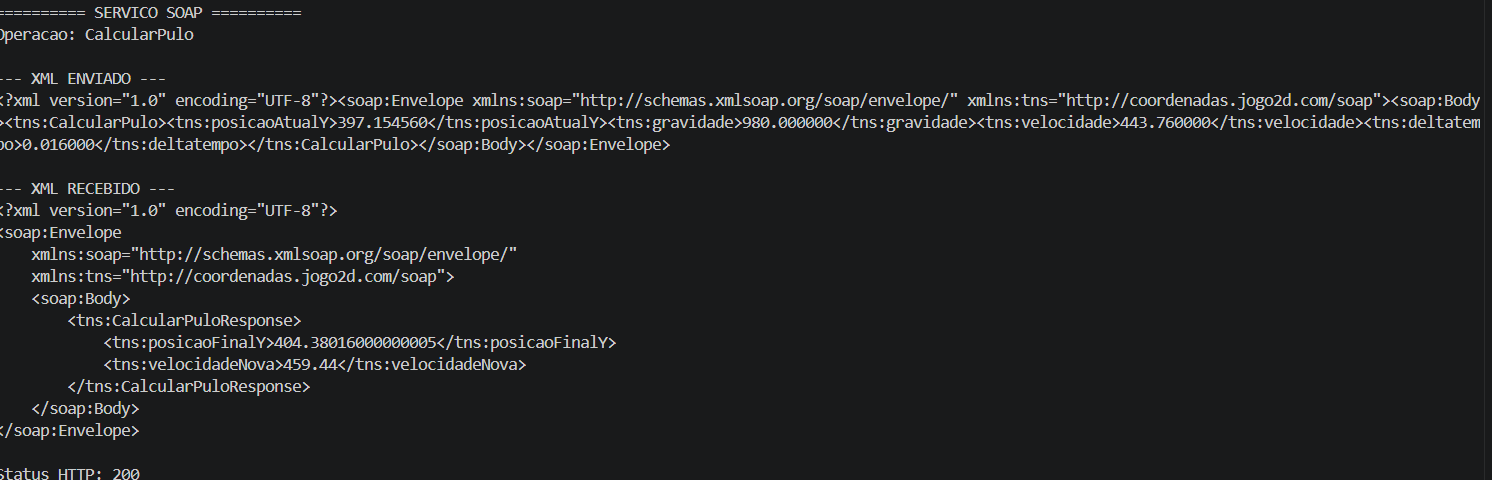 ========== SERVICO SOAP ==========
Operacao: CalcularPulo
--- XML ENVIADO ---
<?xml version="1.0" encoding="UTF-8"?><soap:Envelope xmlns:soap="http://schemas.xmlsoap.org/soap/envelope/" xmlns:tns="http://coordenadas.jogo2d.com/soap"><soap:Body
><tns:CalcularPulo><tns:posicaoAtualY>397.154560</tns:posicaoAtualY><tns:gravidade>980.000000</tns:gravidade><tns:velocidade>443.760000</tns:velocidade><tns:deltatem
po>0.016000</tns:deltatempo></tns:CalcularPulo></soap:Body></soap:Envelope>
--- XML RECEBIDO ---
<?xml version="1.0" encoding="UTF-8"?>
<soap:Envelope
    xmlns:soap="http://schemas.xmlsoap.org/soap/envelope/"
    xmlns:tns="http://coordenadas.jogo2d.com/soap">
    <soap:Body>
        <tns:CalcularPuloResponse>
            <tns:posicaoFinalY>404.38016000000005</tns:posicaoFinalY>
            <tns:velocidadeNova>459.44</tns:velocidadeNova>
        </tns:CalcularPuloResponse>
    </soap:Body>
</soap:Envelope>
Status HTTP: 200